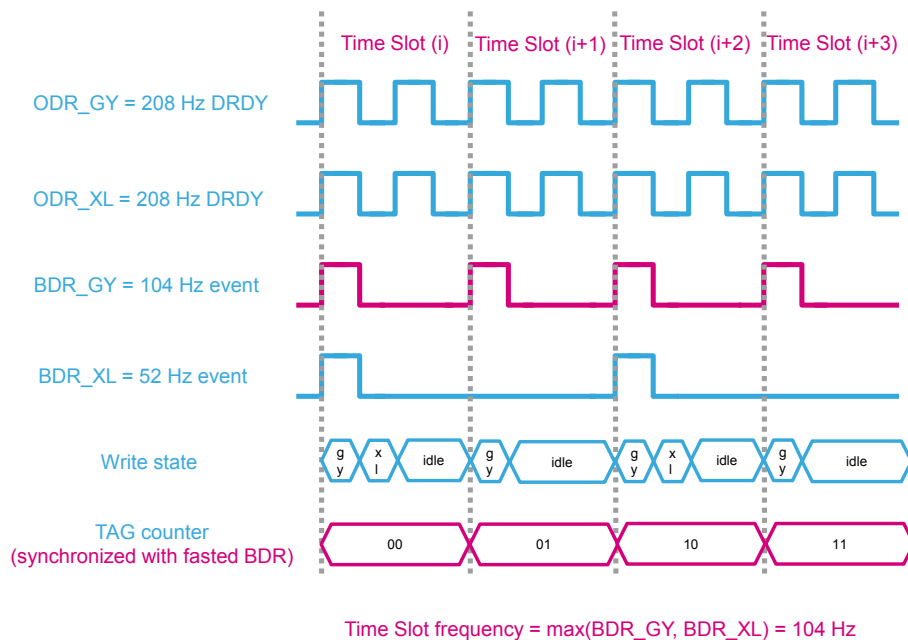 Time Slot (i) Time Slot (i+1) Time Slot (i+2) Time Slot (i+3)
ODR_GY = 208 Hz DRDY
ODR_XL = 208 Hz DRDY
BDR_GY = 104 Hz event
BDR_XL = 52 Hz event
Write state
g
y
x
l
idle
g
y
idle
g
y
x
l
idle
g
y
idle
TAG counter
(synchronized with fasted BDR)
00 01 10 11
Time Slot frequency = max(BDR_GY, BDR_XL) = 104 Hz